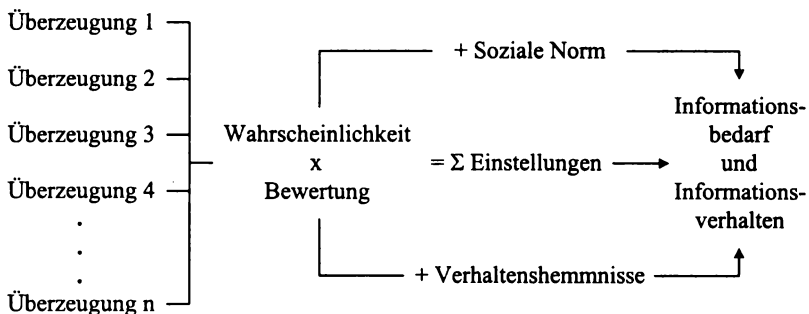 Überzeugung 1
Überzeugung 2
Überzeugung 3
Überzeugung 4
.
.
.
Überzeugung n
Wahrscheinlichkeit
x
Bewertung
+ Soziale Norm
= Σ Einstellungen
+ Verhaltenshemmnisse
Informations-
bedarf
und
Informations-
verhalten